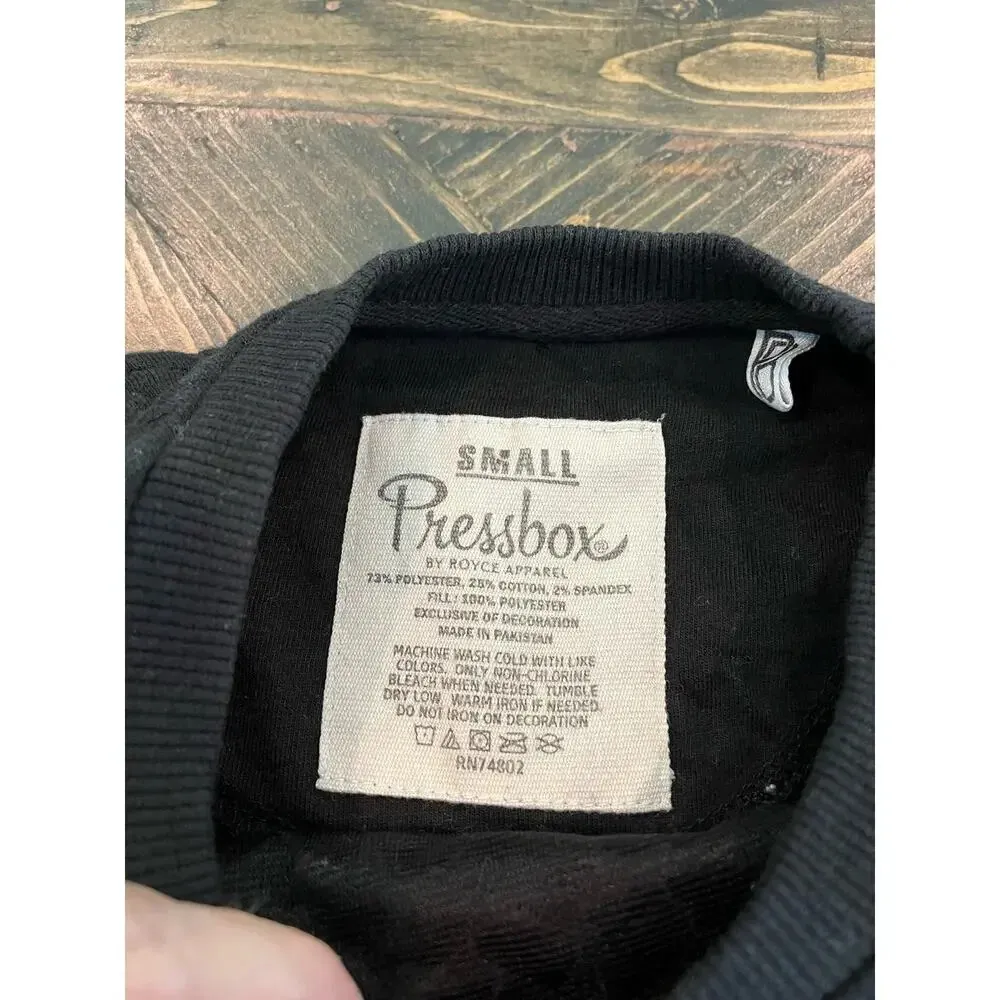 SMALL
Pressbox®
BY ROYCE APPAREL
73% POLYESTER, 25% COTTON, 2% SPANDEX
FILL: 100% POLYESTER
EXCLUSIVE OF DECORATION
MADE IN PAKISTAN
MACHINE WASH COLD WITH LIKE
COLORS. ONLY NON-CHLORINE
BLEACH WHEN NEEDED. TUMBLE
DRY LOW. WARM IRON IF NEEDED.
DO NOT IRON ON DECORATION
RN74802